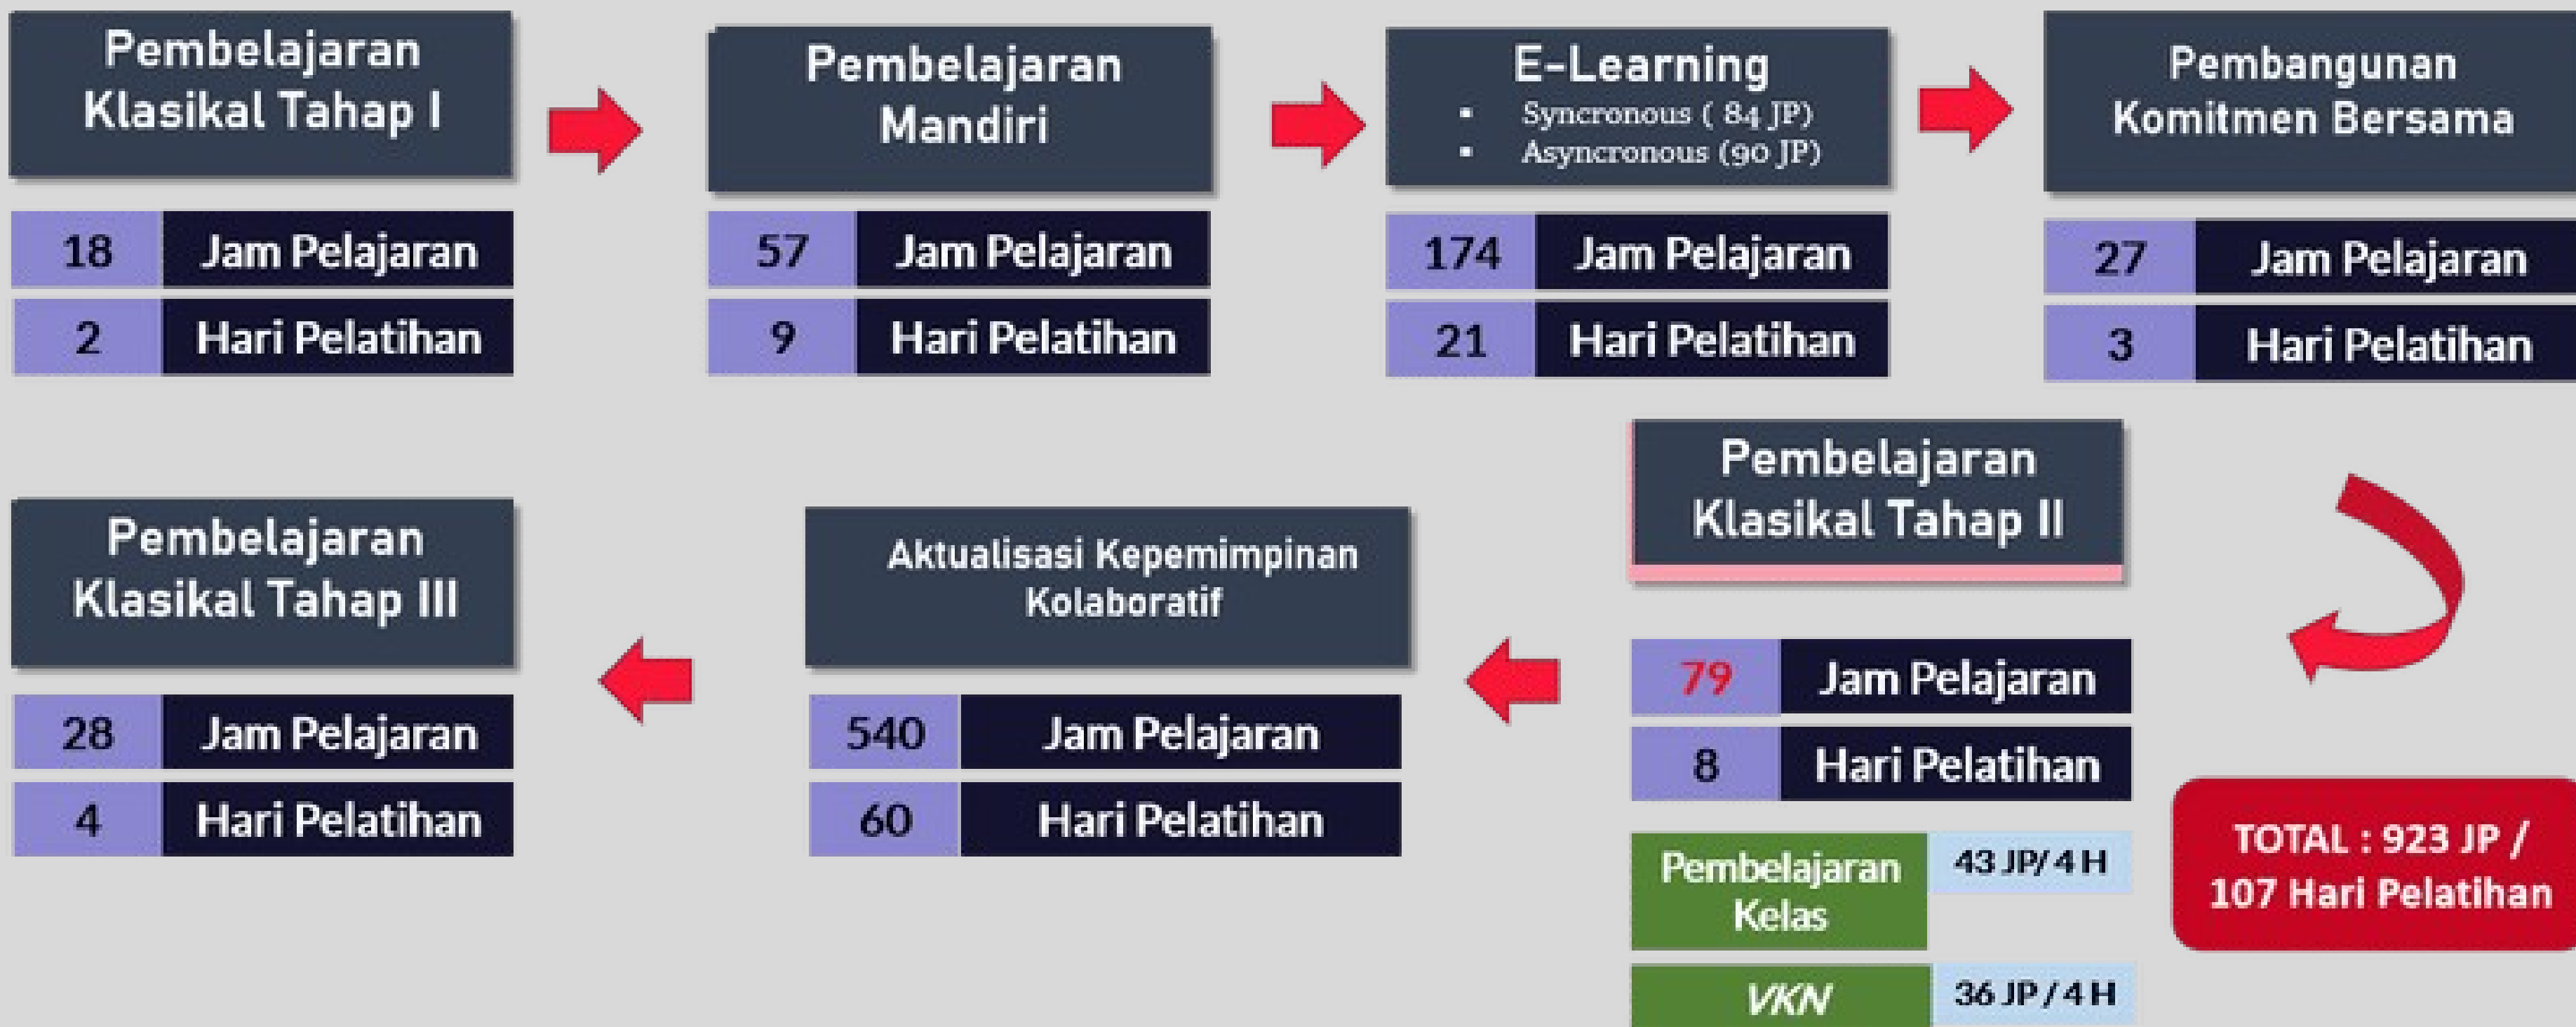 Pembelajaran
Klasikal Tahap I
18 Jam Pelajaran
2 Hari Pelatihan
Pembelajaran
Mandiri
57 Jam Pelajaran
9 Hari Pelatihan
E-Learning
▪ Syncronous ( 84 JP)
▪ Asyncronous (90 JP)
174 Jam Pelajaran
21 Hari Pelatihan
Pembangunan
Komitmen Bersama
27 Jam Pelajaran
3 Hari Pelatihan
Pembelajaran
Klasikal Tahap II
79 Jam Pelajaran
8 Hari Pelatihan
Pembelajaran
Kelas
43 JP/ 4 H
VKN
36 JP / 4 H
Aktualisasi Kepemimpinan
Kolaboratif
540 Jam Pelajaran
60 Hari Pelatihan
Pembelajaran
Klasikal Tahap III
28 Jam Pelajaran
4 Hari Pelatihan
TOTAL : 923 JP /
107 Hari Pelatihan